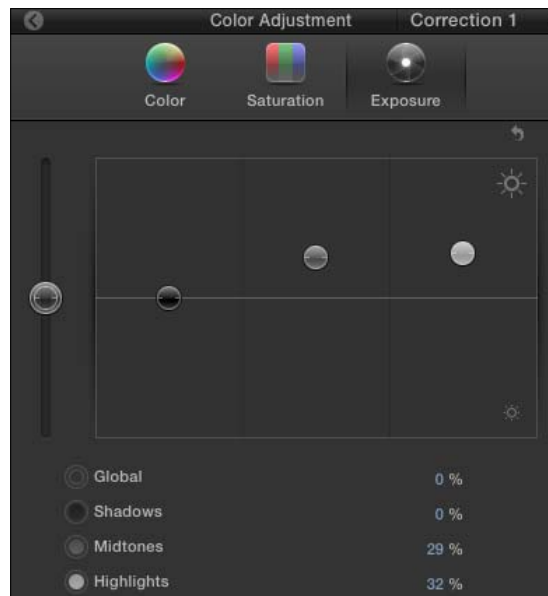 Color Adjustment Correction 1
Color Saturation Exposure
Global 0 %
Shadows 0 %
Midtones 29 %
Highlights 32 %